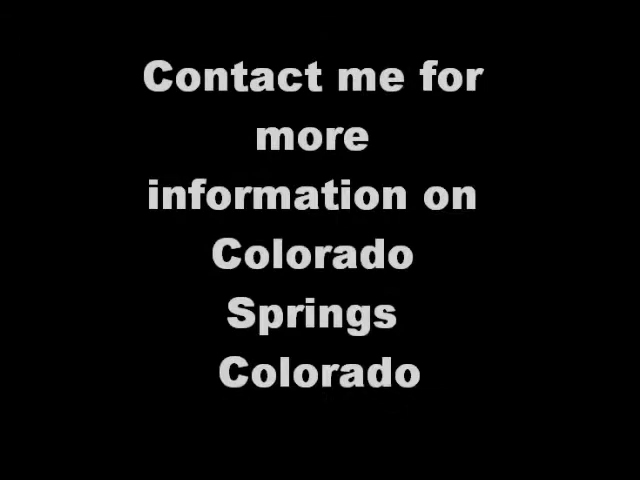 Contact me for
more
information on
Colorado
Springs
Colorado